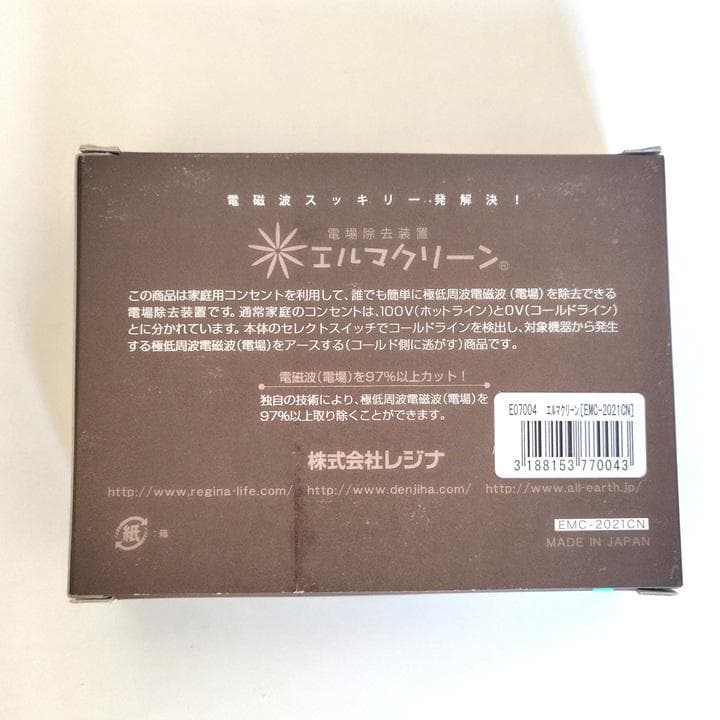 電磁波スッキリ一発解決！
電場除去装置
エルマクリーン®
この商品は家庭用コンセントを利用して、誰でも簡単に極低周波電磁波（電場）を除去できる
電場除去装置です。通常家庭のコンセントは、100V（ホットライン）と0V（コールドライン）
とに分かれています。本体のセレクトスイッチでコールドラインを検出し、対象機器から発生
する極低周波電磁波（電場）をアースする（コールド側に逃がす）商品です。
電磁波（電場）を97％以上カット！
独自の技術により、極低周波電磁波（電場）を
97％以上取り除くことができます。
E07004 エルマクリーン[EMC-2021CN]
3 188153 770043
株式会社レジナ
http://www.regina-life.com/ http://www.denjiha.com/ http://www.all-earth.jp/
紙 箱
EMC-2021CN
MADE IN JAPAN